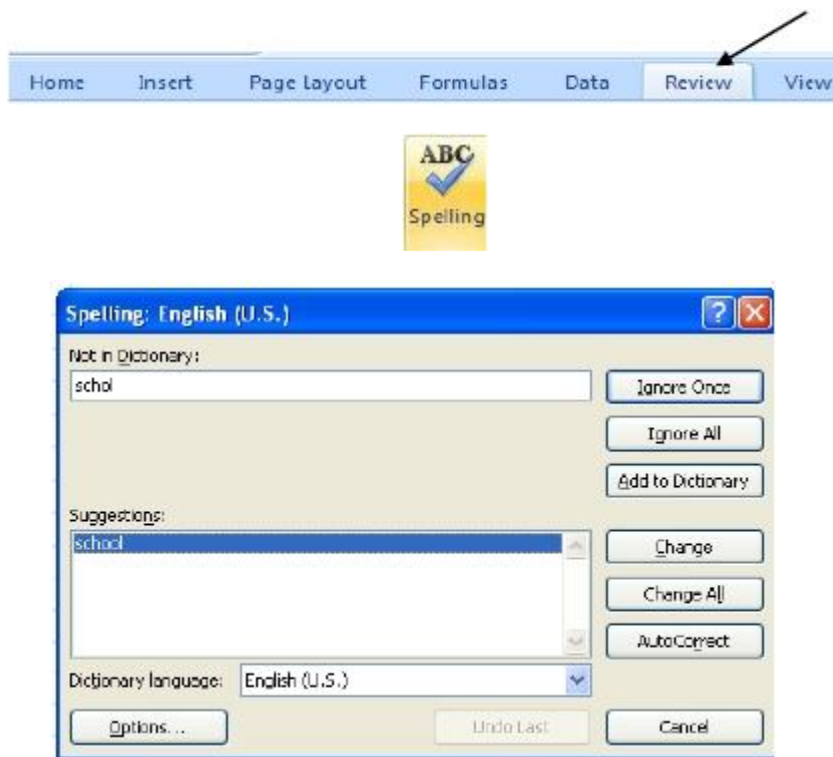 Home Insert Page Layout Formulas Data Review View
ABC
Spelling
Spelling: English (U.S.)
Not in Dictionary:
schol
Ignore Once
Ignore All
Add to Dictionary
Suggestions:
school
Change
Change All
AutoCorrect
Dictionary language: English (U.S.)
Options... Undo Last Cancel